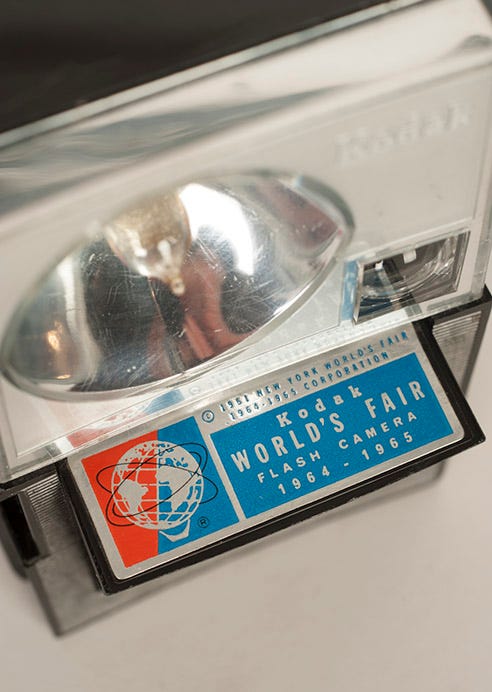 Kodak
© 1961 NEW YORK WORLD'S FAIR
1964-1965 CORPORATION
Kodak
WORLD'S FAIR
FLASH CAMERA
1964 - 1965
®